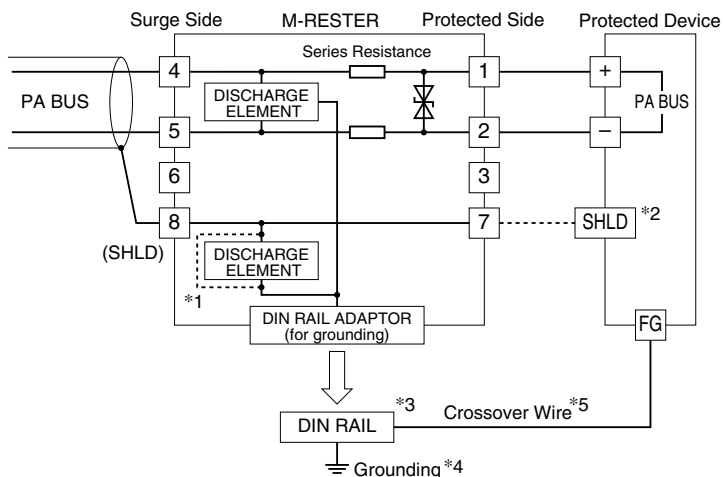 Surge Side M-RESTER Protected Side Protected Device
Series Resistance
4 1 +
PA BUS DISCHARGE ELEMENT PA BUS
5 2 −
6 3
8 7 SHLD *2
(SHLD) DISCHARGE ELEMENT
*1
DIN RAIL ADAPTOR
(for grounding)
FG
*3
DIN RAIL Crossover Wire*5
Grounding*4